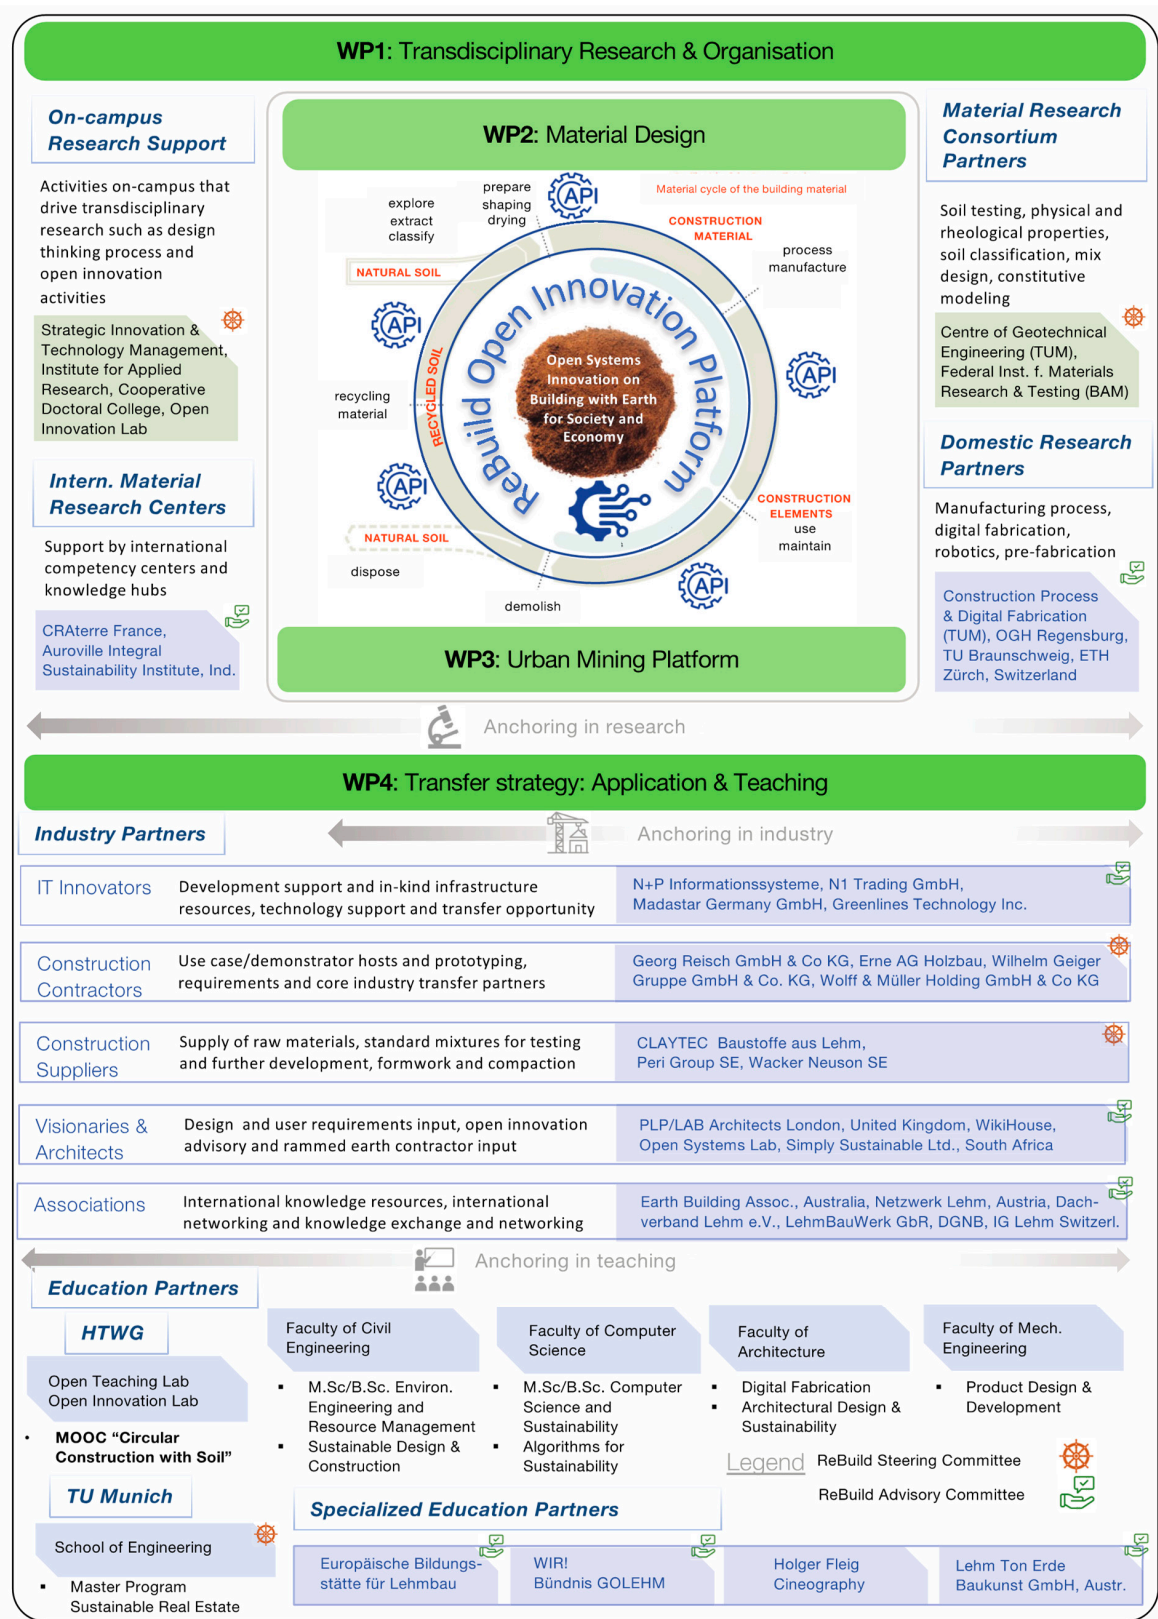 WP1: Transdisciplinary Research & Organisation
On-campus
Research Support
Activities on-campus that
drive transdisciplinary
research such as design
thinking process and
open innovation
activities
Strategic Innovation &
Technology Management,
Institute for Applied
Research, Cooperative
Doctoral College, Open
Innovation Lab
Intern. Material
Research Centers
Support by international
competency centers and
knowledge hubs
CRAterre France,
Auroville Integral
Sustainability Institute, Ind.
WP2: Material Design
Material cycle of the building material
explore
extract
classify
prepare
shaping
drying
API
CONSTRUCTION
MATERIAL
process
manufacture
NATURAL SOIL
API
API
ReBuild Open Innovation Platform
Open Systems
Innovation on
Building with Earth
for Society and
Economy
RECYCLED SOIL
recycling
material
API
CONSTRUCTION
ELEMENTS
use
maintain
NATURAL SOIL
dispose
API
demolish
WP3: Urban Mining Platform
Material Research
Consortium
Partners
Soil testing, physical and
rheological properties,
soil classification, mix
design, constitutive
modeling
Centre of Geotechnical
Engineering (TUM),
Federal Inst. f. Materials
Research & Testing (BAM)
Domestic Research
Partners
Manufacturing process,
digital fabrication,
robotics, pre-fabrication
Construction Process
& Digital Fabrication
(TUM), OGH Regensburg,
TU Braunschweig, ETH
Zürch, Switzerland
Anchoring in research
WP4: Transfer strategy: Application & Teaching
Industry Partners
Anchoring in industry
IT Innovators
Development support and in-kind infrastructure
resources, technology support and transfer opportunity
N+P Informationssysteme, N1 Trading GmbH,
Madastar Germany GmbH, Greenlines Technology Inc.
Construction
Contractors
Use case/demonstrator hosts and prototyping,
requirements and core industry transfer partners
Georg Reisch GmbH & Co KG, Erne AG Holzbau, Wilhelm Geiger
Gruppe GmbH & Co. KG, Wolff & Müller Holding GmbH & Co KG
Construction
Suppliers
Supply of raw materials, standard mixtures for testing
and further development, formwork and compaction
CLAYTEC Baustoffe aus Lehm,
Peri Group SE, Wacker Neuson SE
Visionaries &
Architects
Design and user requirements input, open innovation
advisory and rammed earth contractor input
PLP/LAB Architects London, United Kingdom, WikiHouse,
Open Systems Lab, Simply Sustainable Ltd., South Africa
Associations
International knowledge resources, international
networking and knowledge exchange and networking
Earth Building Assoc., Australia, Netzwerk Lehm, Austria, Dach-
verband Lehm e.V., LehmBauWerk GbR, DGNB, IG Lehm Switzerl.
Anchoring in teaching
Education Partners
HTWG
Open Teaching Lab
Open Innovation Lab
• MOOC “Circular
Construction with Soil”
Faculty of Civil
Engineering
▪ M.Sc/B.Sc. Environ.
Engineering and
Resource Management
▪ Sustainable Design &
Construction
Faculty of Computer
Science
▪ M.Sc/B.Sc. Computer
Science and
Sustainability
▪ Algorithms for
Sustainability
Faculty of
Architecture
▪ Digital Fabrication
▪ Architectural Design &
Sustainability
Faculty of Mech.
Engineering
▪ Product Design &
Development
Legend
ReBuild Steering Committee
ReBuild Advisory Committee
TU Munich
School of Engineering
▪ Master Program
Sustainable Real Estate
Specialized Education Partners
Europäische Bildungs-
stätte für Lehmbau
WIR!
Bündnis GOLEHM
Holger Fleig
Cineography
Lehm Ton Erde
Baukunst GmbH, Austr.